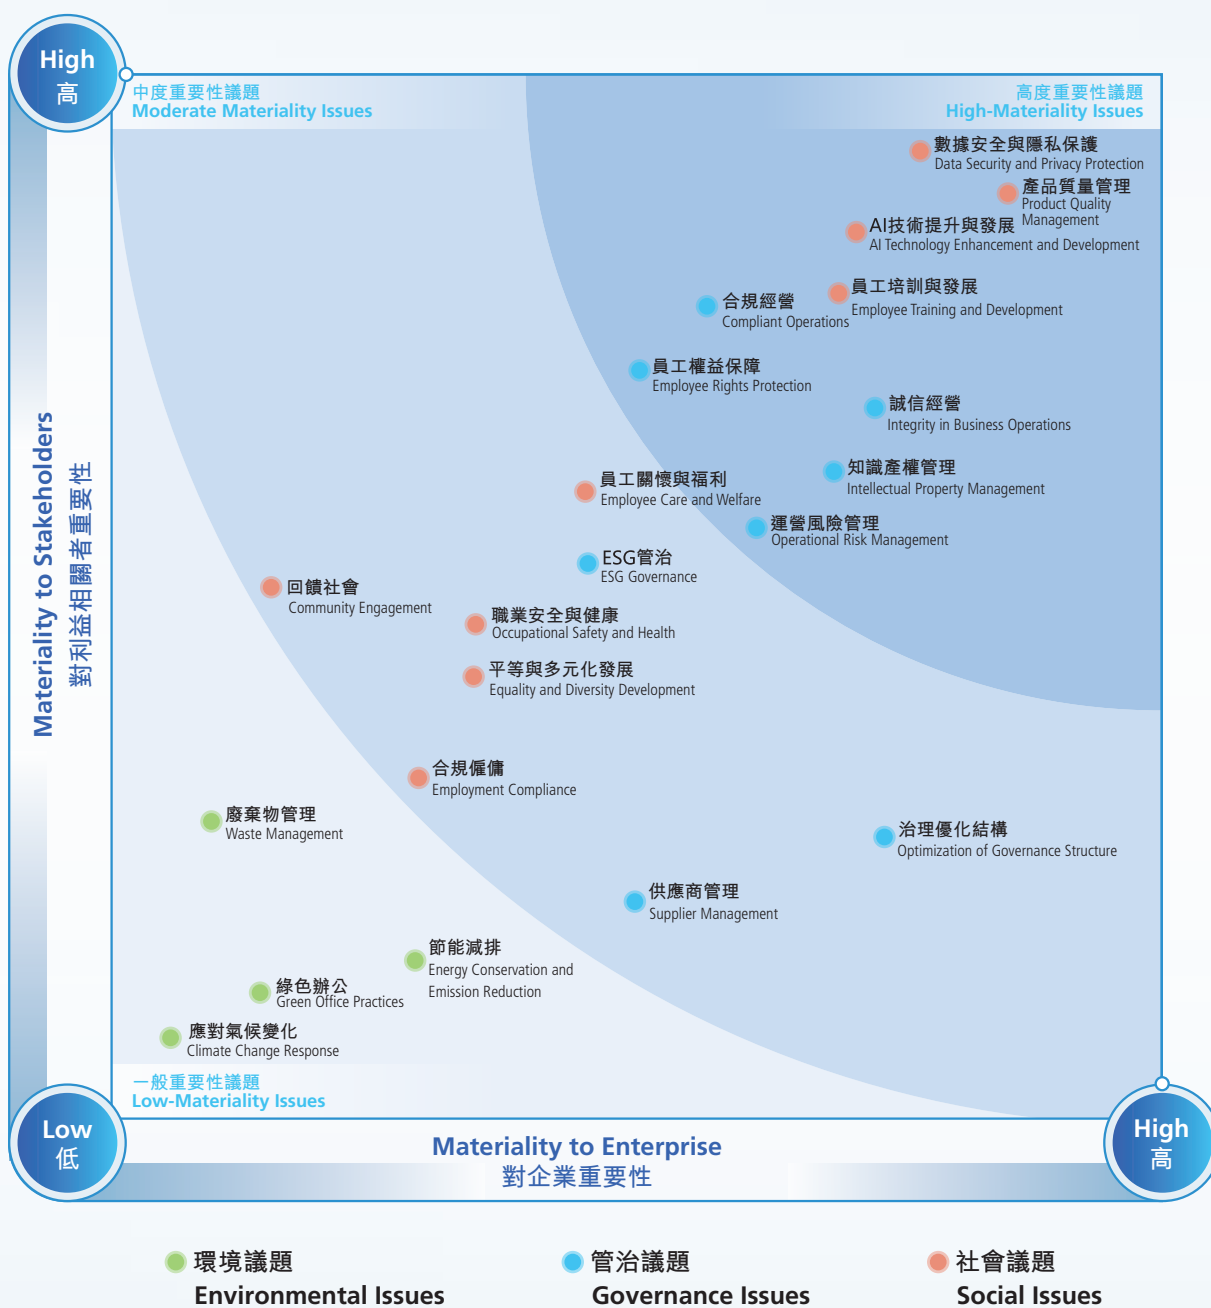 High
高
中度重要性議題
Moderate Materiality Issues
高度重要性議題
High-Materiality Issues
數據安全與隱私保護
Data Security and Privacy Protection
產品質量管理
Product Quality
Management
AI技術提升與發展
AI Technology Enhancement and Development
員工培訓與發展
Employee Training and Development
合規經營
Compliant Operations
員工權益保障
Employee Rights Protection
誠信經營
Integrity in Business Operations
知識產權管理
Intellectual Property Management
員工關懷與福利
Employee Care and Welfare
運營風險管理
Operational Risk Management
ESG管治
ESG Governance
回饋社會
Community Engagement
職業安全與健康
Occupational Safety and Health
平等與多元化發展
Equality and Diversity Development
合規僱傭
Employment Compliance
廢棄物管理
Waste Management
治理優化結構
Optimization of Governance Structure
供應商管理
Supplier Management
節能減排
Energy Conservation and
Emission Reduction
綠色辦公
Green Office Practices
應對氣候變化
Climate Change Response
一般重要性議題
Low-Materiality Issues
Materiality to Stakeholders
對利益相關者重要性
Low
低
Materiality to Enterprise
對企業重要性
High
高
環境議題
Environmental Issues
管治議題
Governance Issues
社會議題
Social Issues